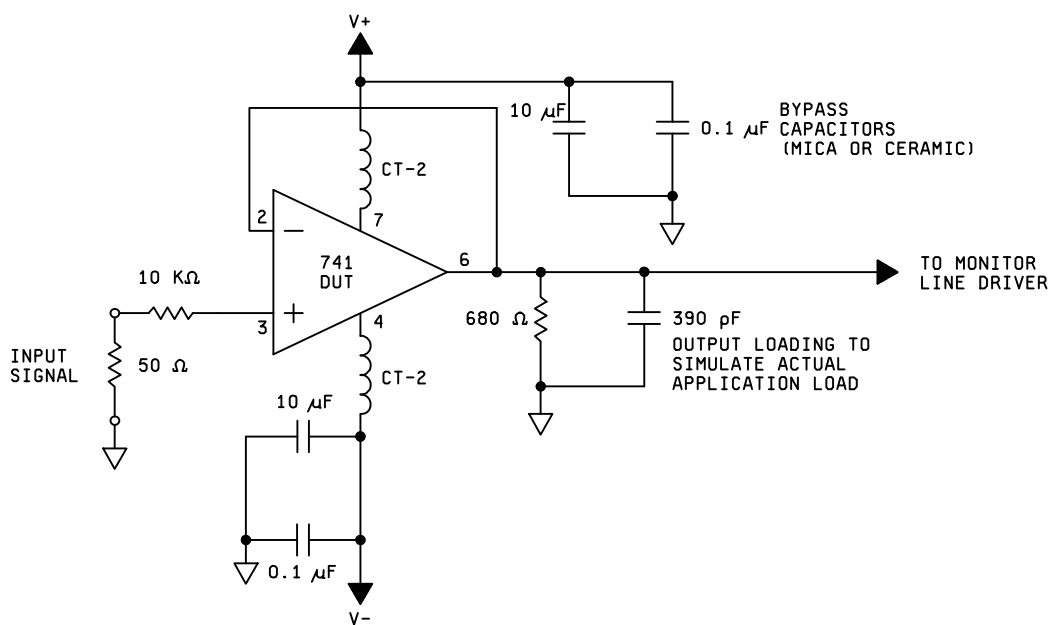 V+
10 µF
0.1 µF
BYPASS
CAPACITORS
(MICA OR CERAMIC)
CT-2
2
7
741
DUT
6
10 KΩ
3
4
680 Ω
390 pF
TO MONITOR
LINE DRIVER
INPUT
SIGNAL
50 Ω
OUTPUT LOADING TO
SIMULATE ACTUAL
APPLICATION LOAD
CT-2
10 µF
0.1 µF
V-